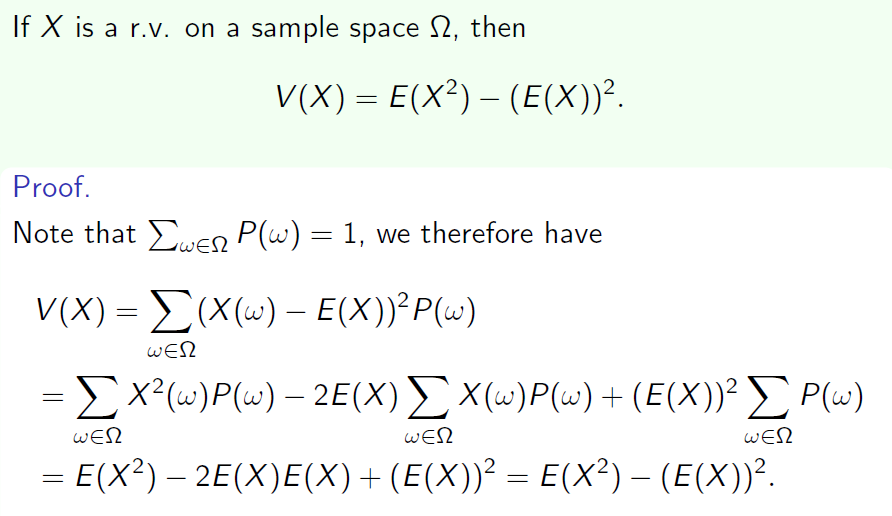 If X is a r.v. on a sample space Ω, then
V(X) = E(X²) − (E(X))².
Proof.
Note that ∑_{ω∈Ω} P(ω) = 1, we therefore have
V(X) = ∑_{ω∈Ω} (X(ω) − E(X))² P(ω)
= ∑_{ω∈Ω} X²(ω)P(ω) − 2E(X) ∑_{ω∈Ω} X(ω)P(ω) + (E(X))² ∑_{ω∈Ω} P(ω)
= E(X²) − 2E(X)E(X) + (E(X))² = E(X²) − (E(X))².